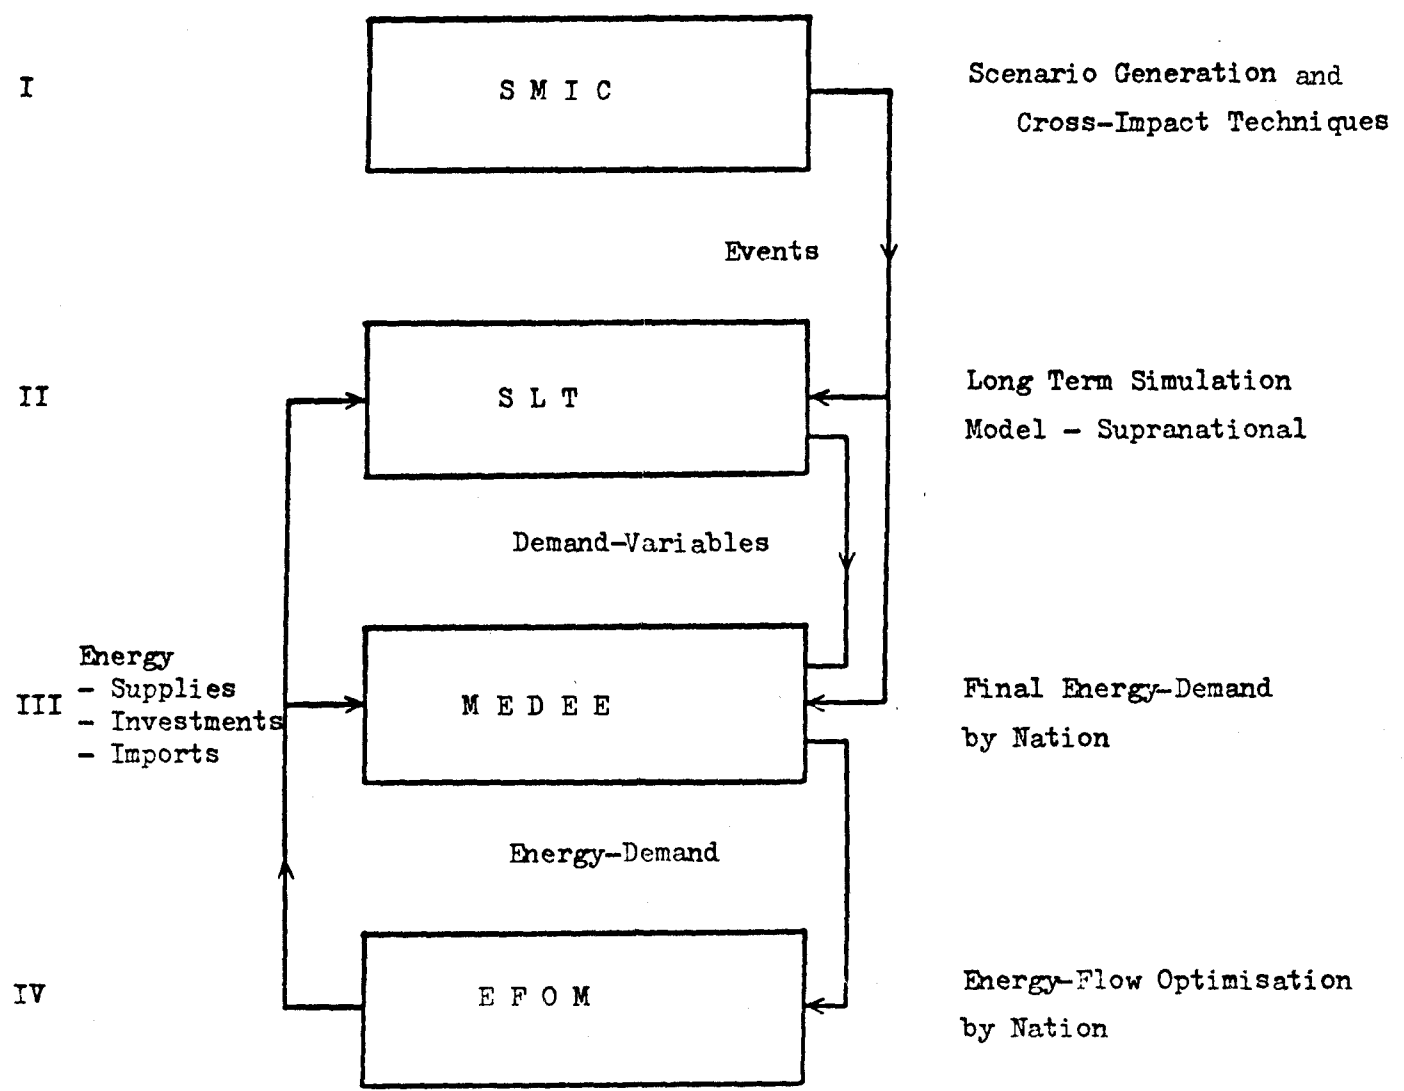 I
S M I C
Scenario Generation and
Cross-Impact Techniques
Events
II
S L T
Long Term Simulation
Model - Supranational
Demand-Variables
Energy
- Supplies
III
- Investments
- Imports
M E D E E
Final Energy-Demand
by Nation
Energy-Demand
IV
E F O M
Energy-Flow Optimisation
by Nation